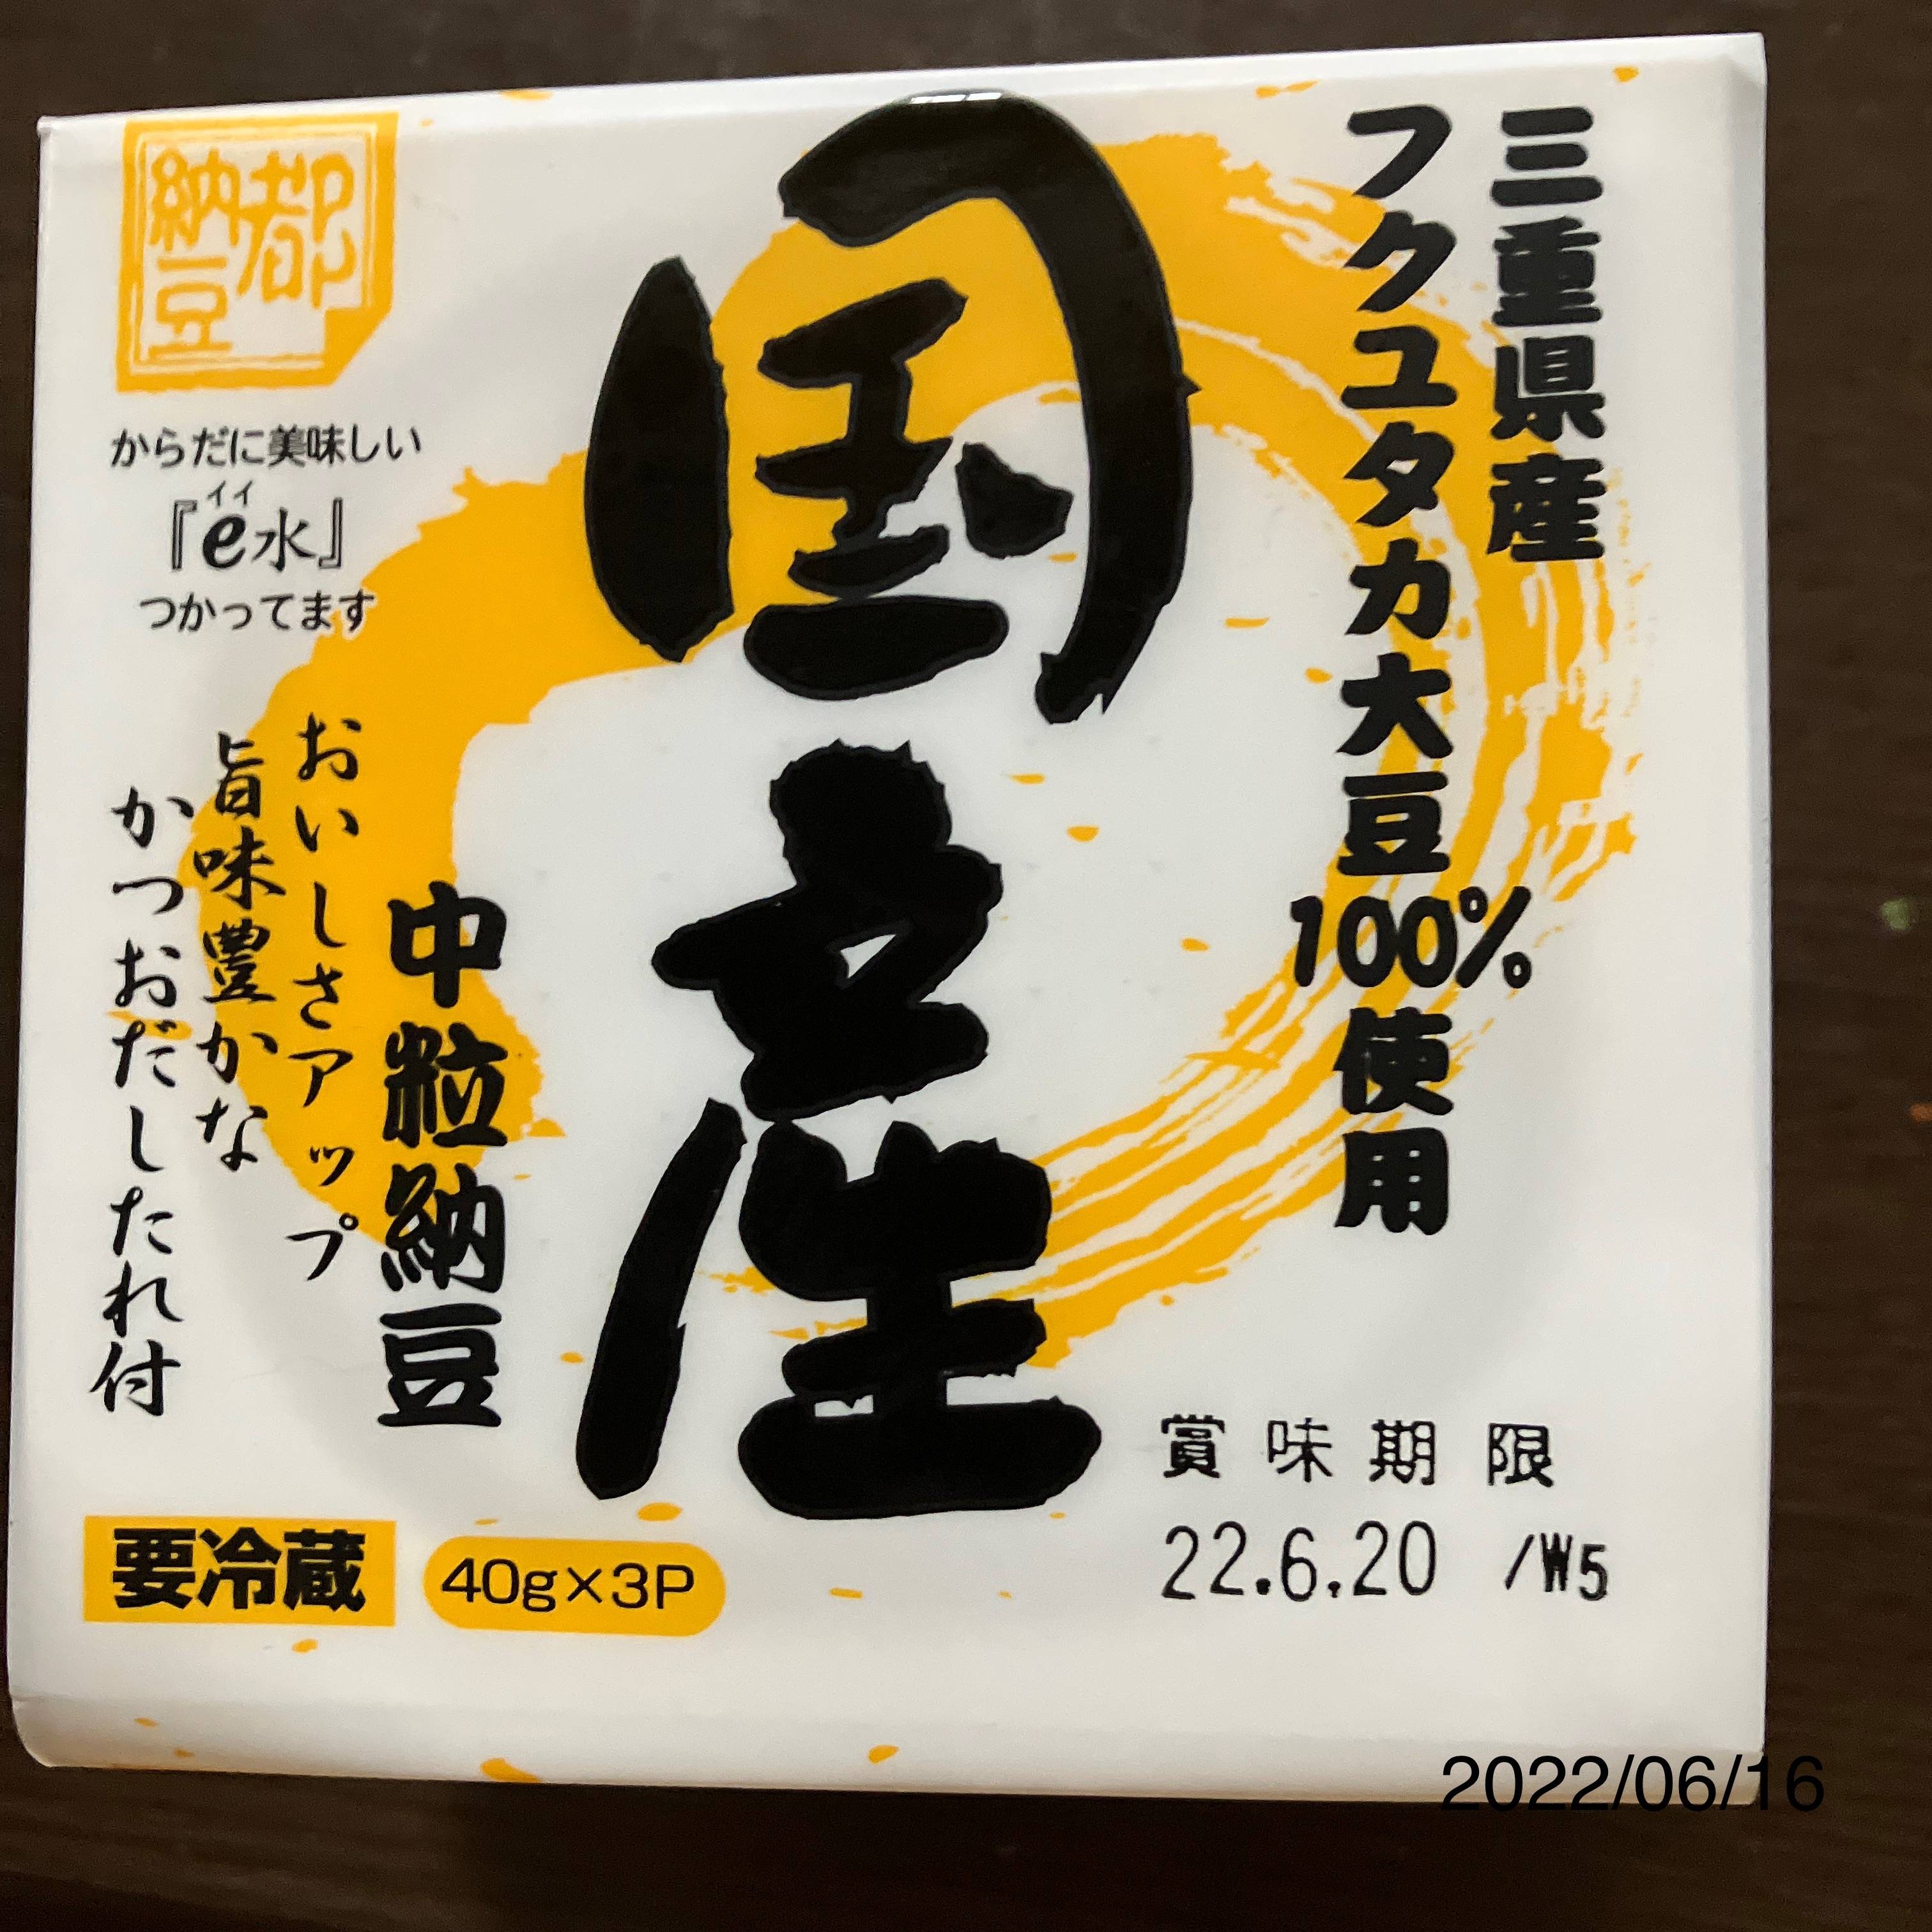 三重県産
フクユタカ大豆100%使用
国産
中粒納豆
おいしさアップ
旨味豊かな
かつおだしたれ付
都納豆
からだに美味しい
イイ
『e水』
つかってます
要冷蔵
40g×3P
賞味期限
22.6.20 /W5
2022/06/16